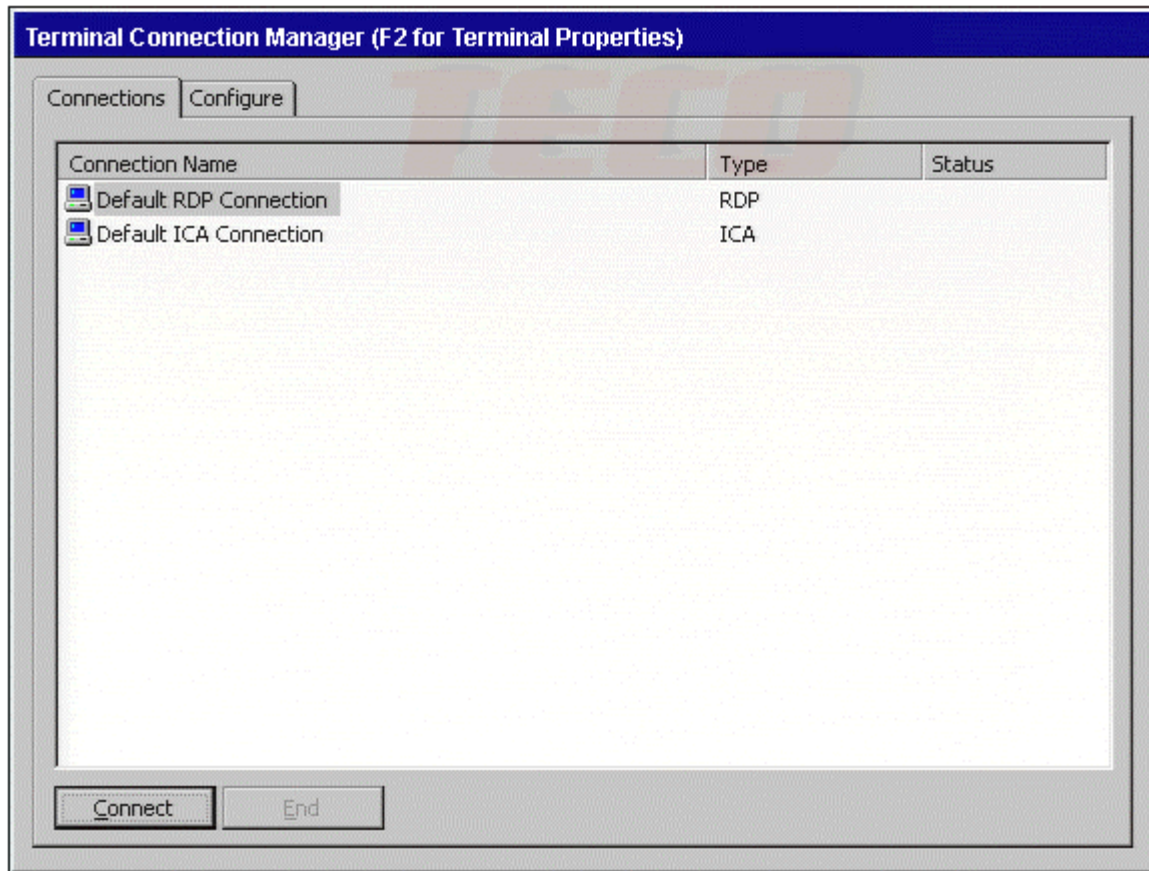 Terminal Connection Manager (F2 for Terminal Properties)
TECO
Connections Configure
Connection Name Type Status
Default RDP Connection RDP
Default ICA Connection ICA
Connect End